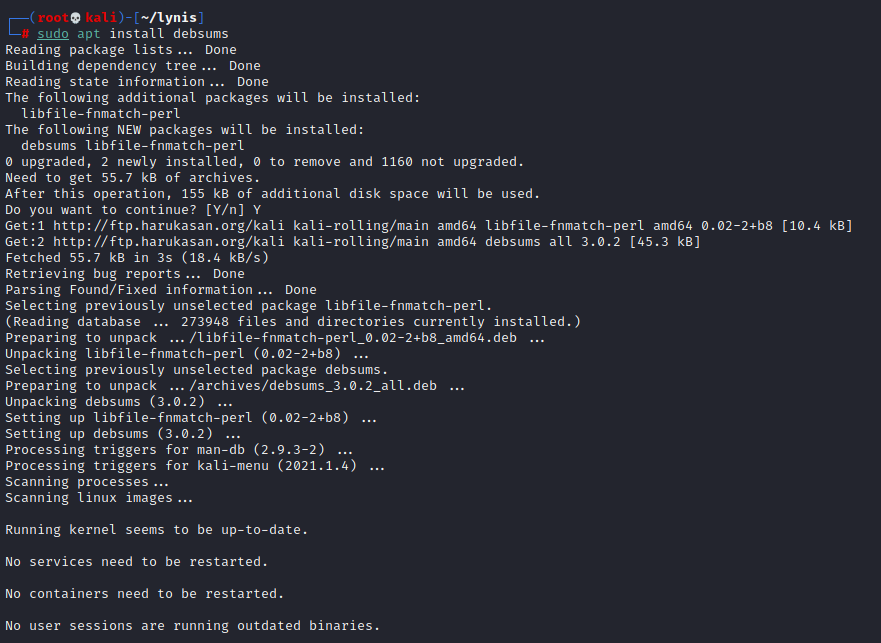 ┌──(root💀kali)-[~/lynis]
└─# sudo apt install debsums
Reading package lists... Done
Building dependency tree... Done
Reading state information... Done
The following additional packages will be installed:
  libfile-fnmatch-perl
The following NEW packages will be installed:
  debsums libfile-fnmatch-perl
0 upgraded, 2 newly installed, 0 to remove and 1160 not upgraded.
Need to get 55.7 kB of archives.
After this operation, 155 kB of additional disk space will be used.
Do you want to continue? [Y/n] Y
Get:1 http://ftp.harukasan.org/kali kali-rolling/main amd64 libfile-fnmatch-perl amd64 0.02-2+b8 [10.4 kB]
Get:2 http://ftp.harukasan.org/kali kali-rolling/main amd64 debsums all 3.0.2 [45.3 kB]
Fetched 55.7 kB in 3s (18.4 kB/s)
Retrieving bug reports... Done
Parsing Found/Fixed information... Done
Selecting previously unselected package libfile-fnmatch-perl.
(Reading database ... 273948 files and directories currently installed.)
Preparing to unpack .../libfile-fnmatch-perl_0.02-2+b8_amd64.deb ...
Unpacking libfile-fnmatch-perl (0.02-2+b8) ...
Selecting previously unselected package debsums.
Preparing to unpack .../archives/debsums_3.0.2_all.deb ...
Unpacking debsums (3.0.2) ...
Setting up libfile-fnmatch-perl (0.02-2+b8) ...
Setting up debsums (3.0.2) ...
Processing triggers for man-db (2.9.3-2) ...
Processing triggers for kali-menu (2021.1.4) ...
Scanning processes...
Scanning linux images...

Running kernel seems to be up-to-date.

No services need to be restarted.

No containers need to be restarted.

No user sessions are running outdated binaries.